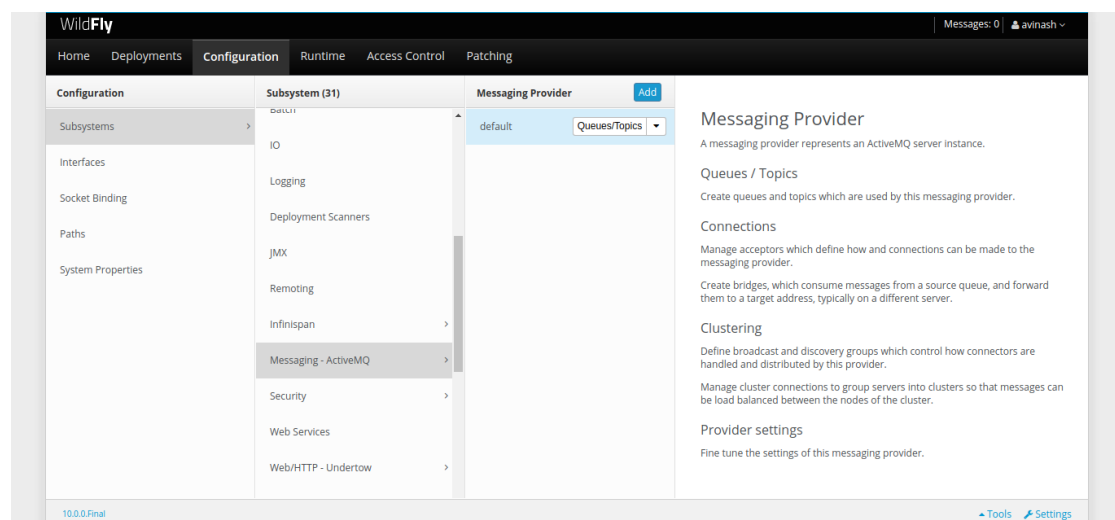 WildFly
Messages: 0
avinash
Home Deployments Configuration Runtime Access Control Patching
Configuration
Subsystems
Interfaces
Socket Binding
Paths
System Properties
Subsystem (31)
Batch
IO
Logging
Deployment Scanners
JMX
Remoting
Infinispan
Messaging - ActiveMQ
Security
Web Services
Web/HTTP - Undertow
Messaging Provider
Add
default
Queues/Topics
Messaging Provider
A messaging provider represents an ActiveMQ server instance.
Queues / Topics
Create queues and topics which are used by this messaging provider.
Connections
Manage acceptors which define how and connections can be made to the
messaging provider.
Create bridges, which consume messages from a source queue, and forward
them to a target address, typically on a different server.
Clustering
Define broadcast and discovery groups which control how connectors are
handled and distributed by this provider.
Manage cluster connections to group servers into clusters so that messages can
be load balanced between the nodes of the cluster.
Provider settings
Fine tune the settings of this messaging provider.
10.0.0.Final
Tools
Settings